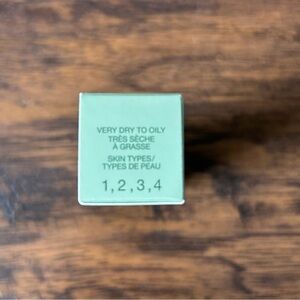 VERY DRY TO OILY
TRÈS SÈCHE
À GRASSE
SKIN TYPES/
TYPES DE PEAU
1,2,3,4